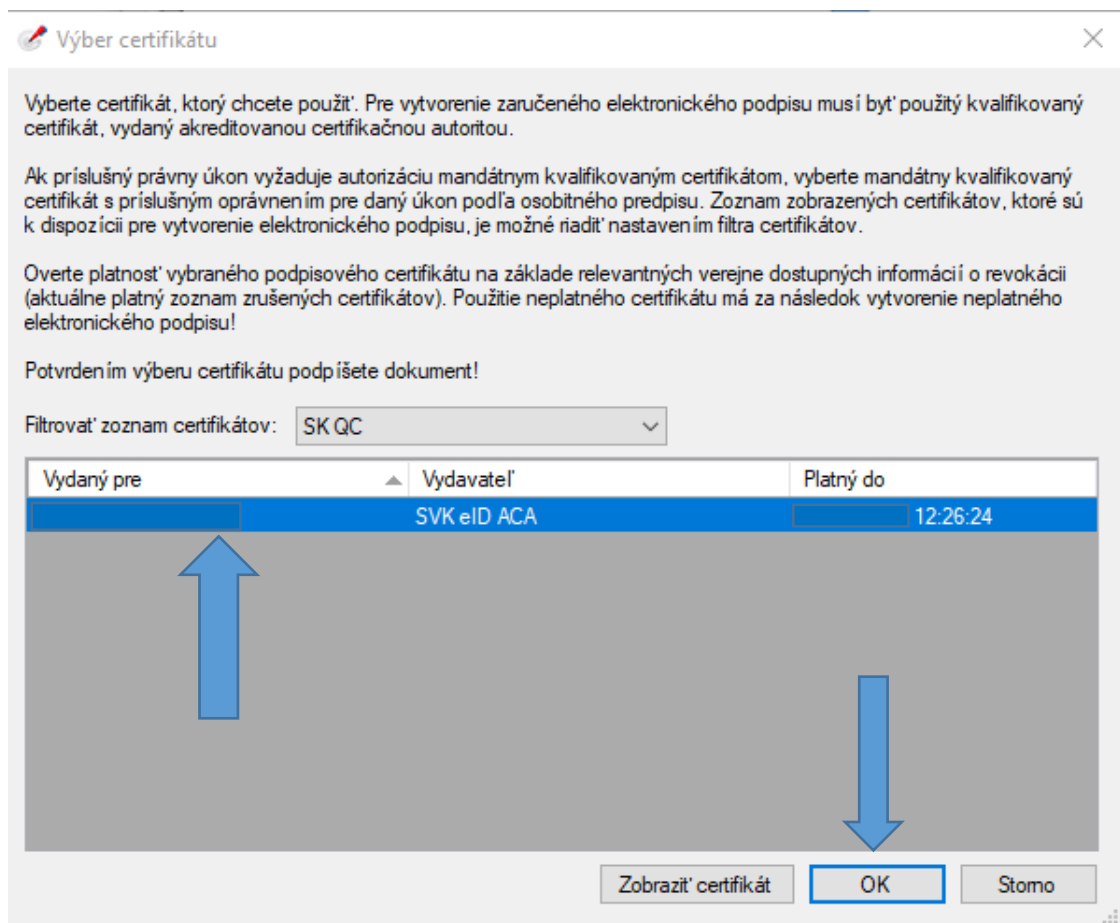 Výber certifikátu
Vyberte certifikát, ktorý chcete použiť. Pre vytvorenie zaručeného elektronického podpisu musí byť použitý kvalifikovaný
certifikát, vydaný akreditovanou certifikačnou autoritou.
Ak príslušný právny úkon vyžaduje autorizáciu mandátnym kvalifikovaným certifikátom, vyberte mandátny kvalifikovaný
certifikát s príslušným oprávnením pre daný úkon podľa osobitného predpisu. Zoznam zobrazených certifikátov, ktoré sú
k dispozícii pre vytvorenie elektronického podpisu, je možné riadiť nastavením filtra certifikátov.
Overte platnosť vybraného podpisového certifikátu na základe relevantných verejne dostupných informácií o revokácii
(aktuálne platný zoznam zrušených certifikátov). Použitie neplatného certifikátu má za následok vytvorenie neplatného
elektronického podpisu!
Potvrdením výberu certifikátu podpíšete dokument!
Filtrovať zoznam certifikátov: SK QC
Vydaný pre Vydavateľ Platný do
SVK eID ACA 12:26:24
Zobraziť certifikát OK Storno